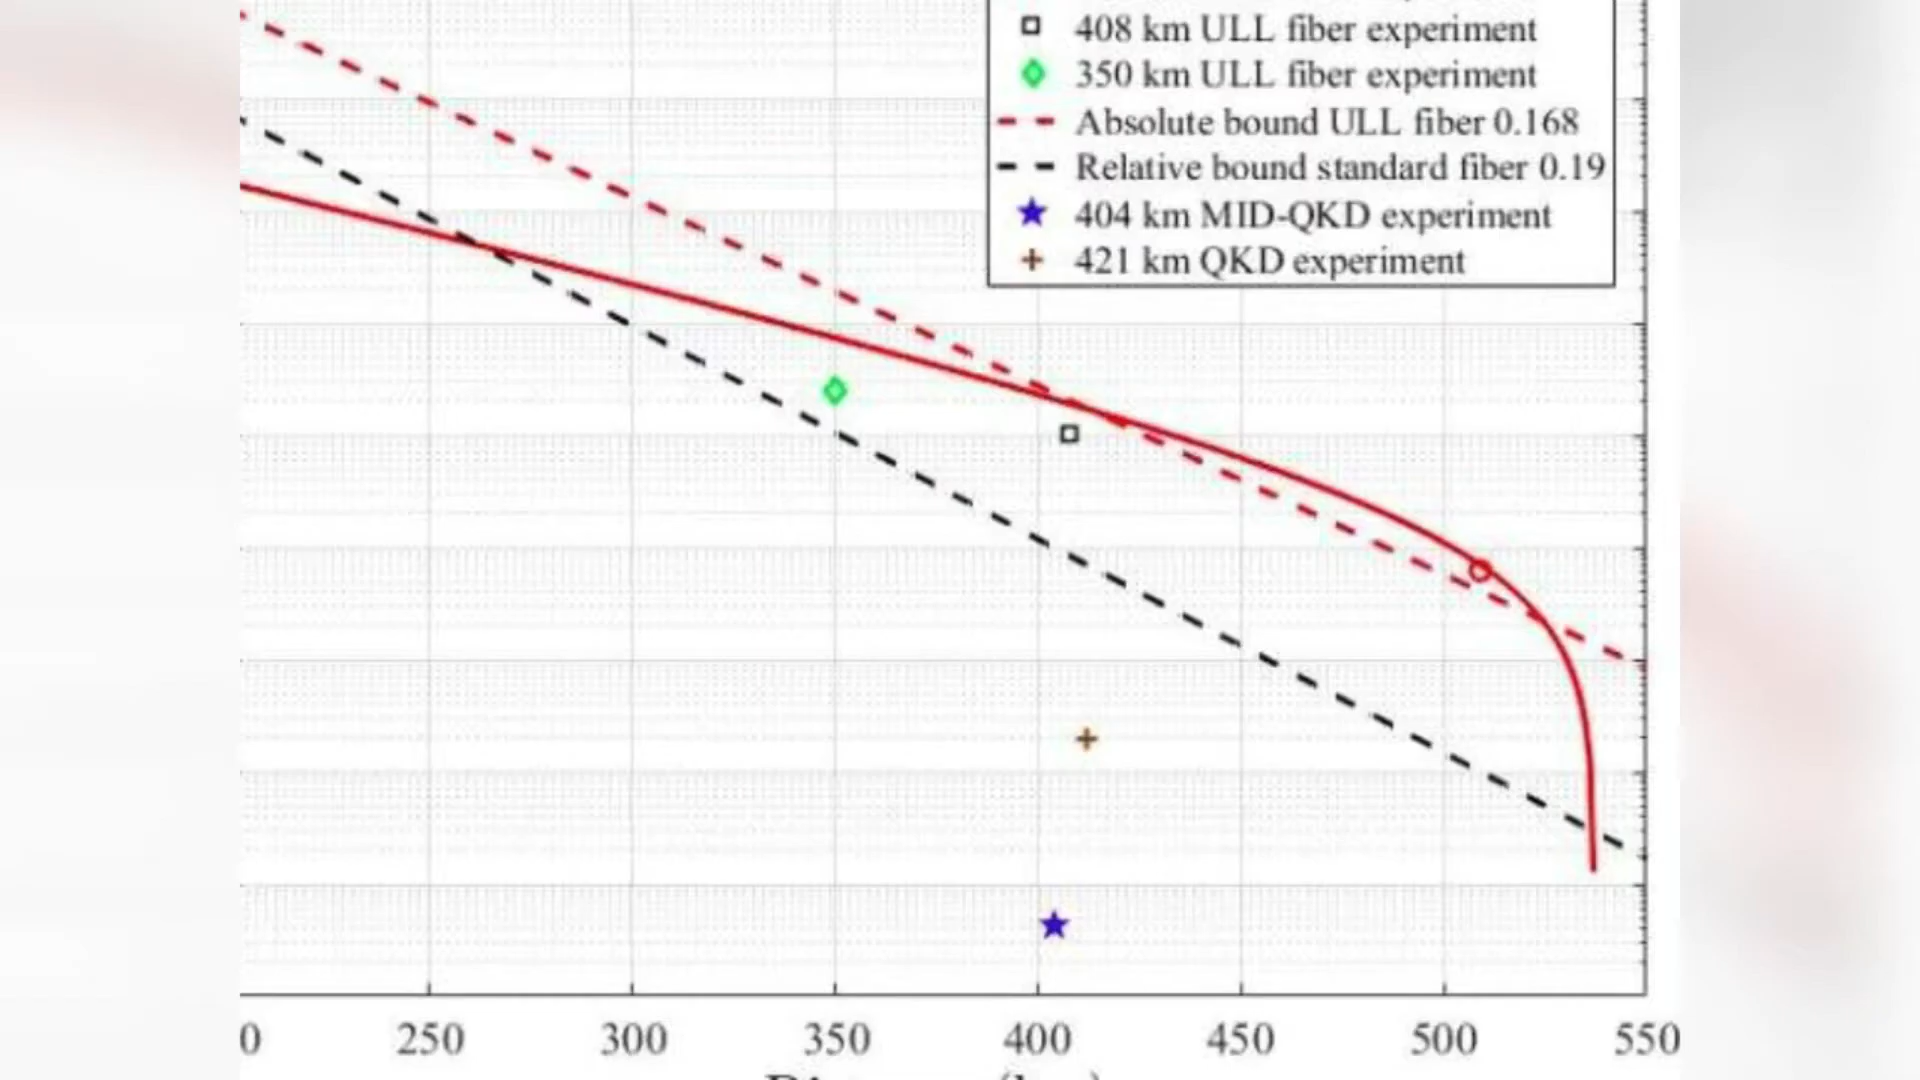 408 km ULL fiber experiment
350 km ULL fiber experiment
Absolute bound ULL fiber 0.168
Relative bound standard fiber 0.19
404 km MID-QKD experiment
421 km QKD experiment
0 250 300 350 400 450 500 550